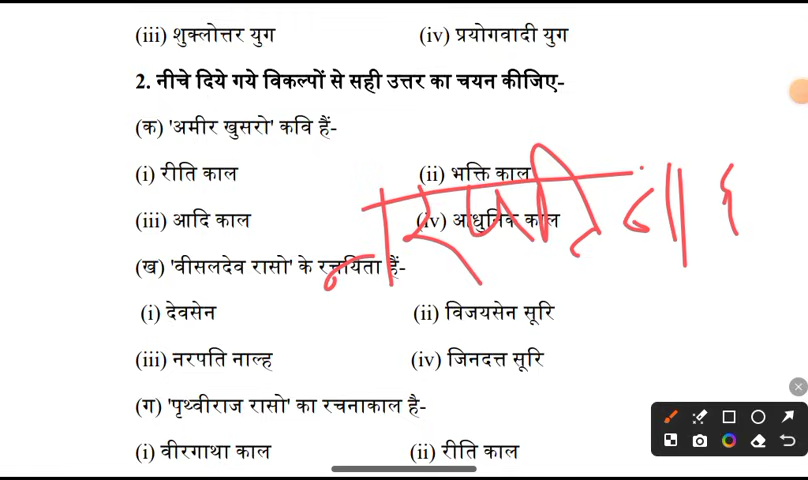 (iii) शुक्लोत्तर युग (iv) प्रयोगवादी युग
2. नीचे दिये गये विकल्पों से सही उत्तर का चयन कीजिए-
(क) 'अमीर खुसरो' कवि हैं-
(i) रीति काल (ii) भक्ति काल
(iii) आदि काल (iv) आधुनिक काल
नरपति
(ख) 'वीसलदेव रासो' के रचयिता हैं-
(i) देवसेन (ii) विजयसेन सूरि
(iii) नरपति नाल्ह (iv) जिनदत्त सूरि
(ग) 'पृथ्वीराज रासो' का रचनाकाल है-
(i) वीरगाथा काल (ii) रीति काल